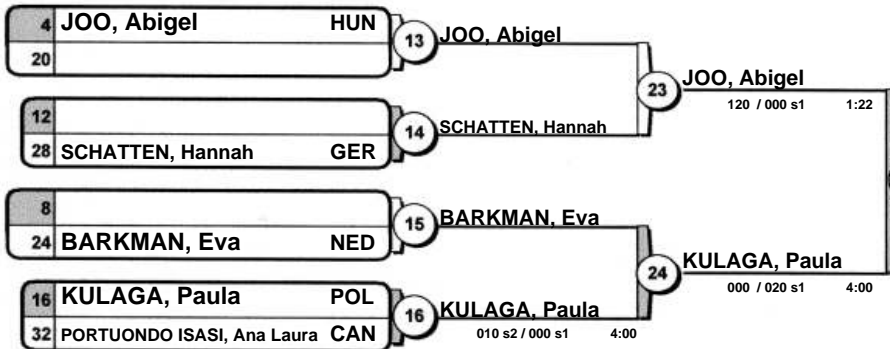 4 JOO, Abigel HUN
20
13 JOO, Abigel
12
28 SCHATTEN, Hannah GER
14 SCHATTEN, Hannah
23 JOO, Abigel
120 / 000 s1 1:22
8
24 BARKMAN, Eva NED
15 BARKMAN, Eva
16 KULAGA, Paula POL
32 PORTUONDO ISASI, Ana Laura CAN
16 KULAGA, Paula
010 s2 / 000 s1 4:00
24 KULAGA, Paula
000 / 020 s1 4:00